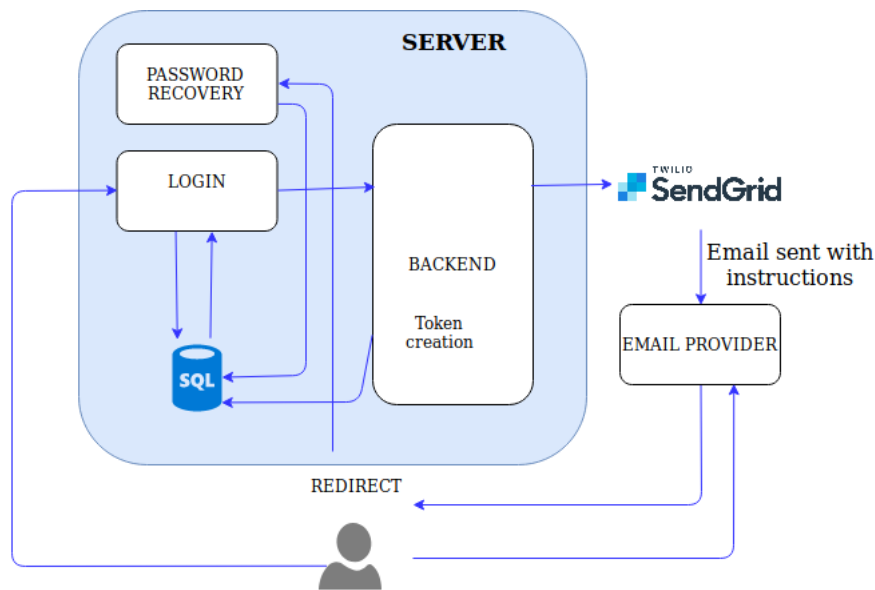 SERVER
PASSWORD
RECOVERY
LOGIN
BACKEND
Token
creation
SQL
TWILIO
SendGrid
Email sent with
instructions
EMAIL PROVIDER
REDIRECT